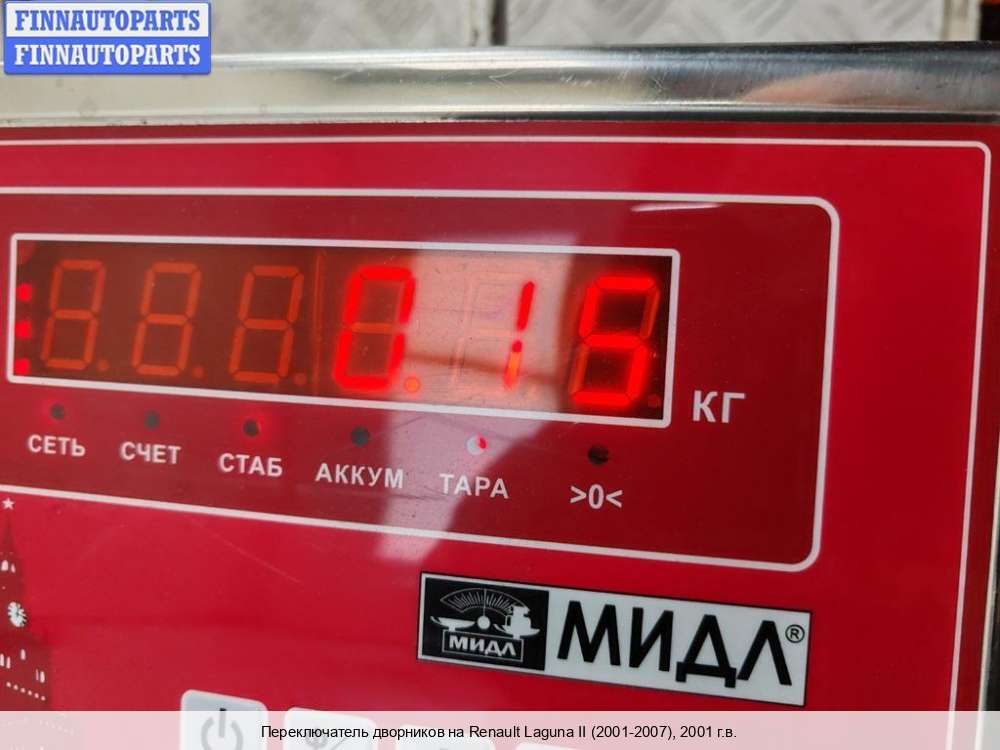 FINNAUTOPARTS
FINNAUTOPARTS
0.15
КГ
СЕТЬ СЧЕТ СТАБ АККУМ ТАРА >0<
МИДЛ МИДЛ®
Переключатель дворников на Renault Laguna II (2001-2007), 2001 г.в.